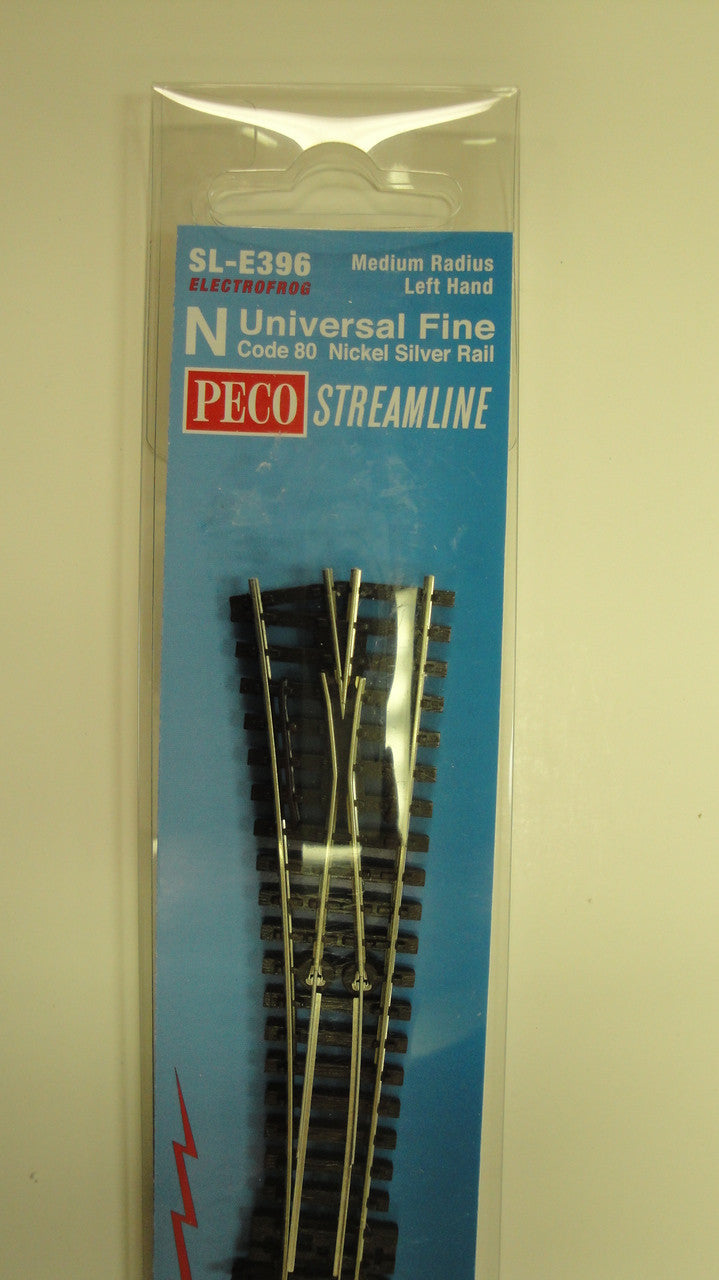 SL-E396
ELECTROFROG
Medium Radius
Left Hand
N Universal Fine
Code 80 Nickel Silver Rail
PECO STREAMLINE